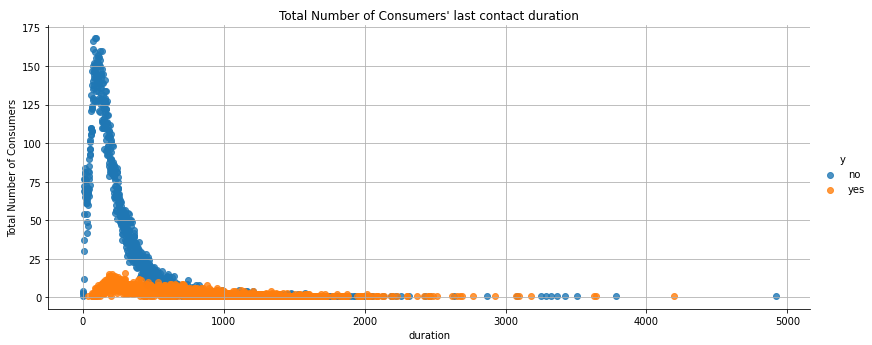 Total Number of Consumers' last contact duration
175
150
125
100
75
50
25
0
Total Number of Consumers
0 1000 2000 3000 4000 5000
duration
y
no
yes